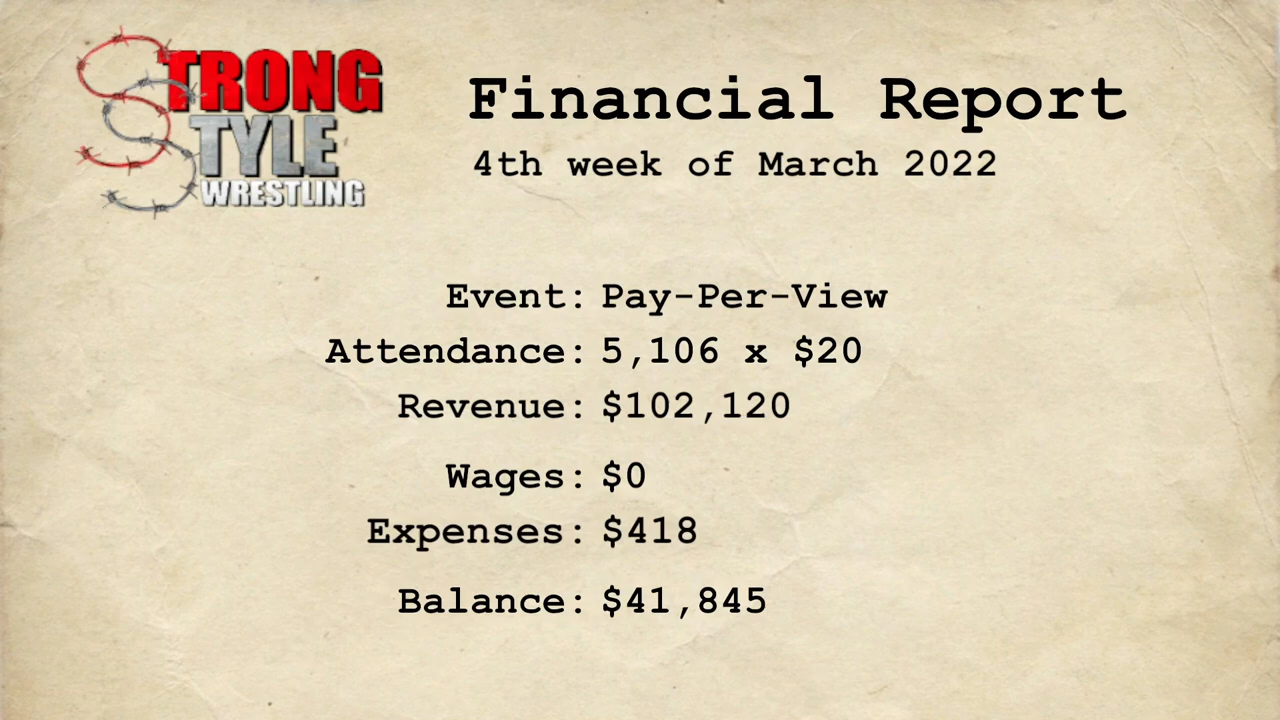 STRONG
STYLE
WRESTLING
Financial Report
4th week of March 2022
Event: Pay-Per-View
Attendance: 5,106 x $20
Revenue: $102,120
Wages: $0
Expenses: $418
Balance: $41,845